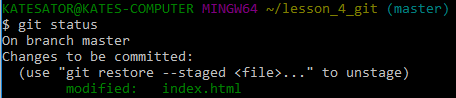 KATESATOR@KATES-COMPUTER MINGW64 ~/lesson_4_git (master)
$ git status
On branch master
Changes to be committed:
  (use "git restore --staged <file>..." to unstage)
        modified:   index.html